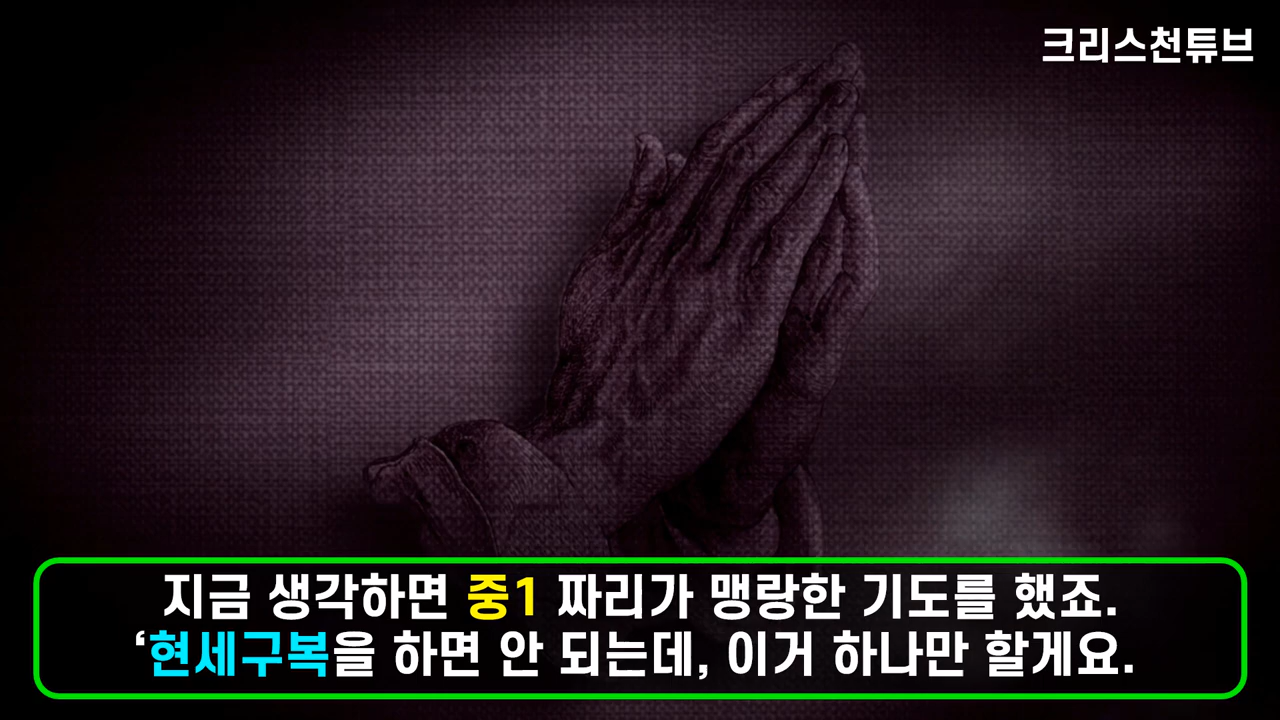 크리스천튜브
지금 생각하면 중1 짜리가 맹랑한 기도를 했죠.
‘현세구복을 하면 안 되는데, 이거 하나만 할게요.